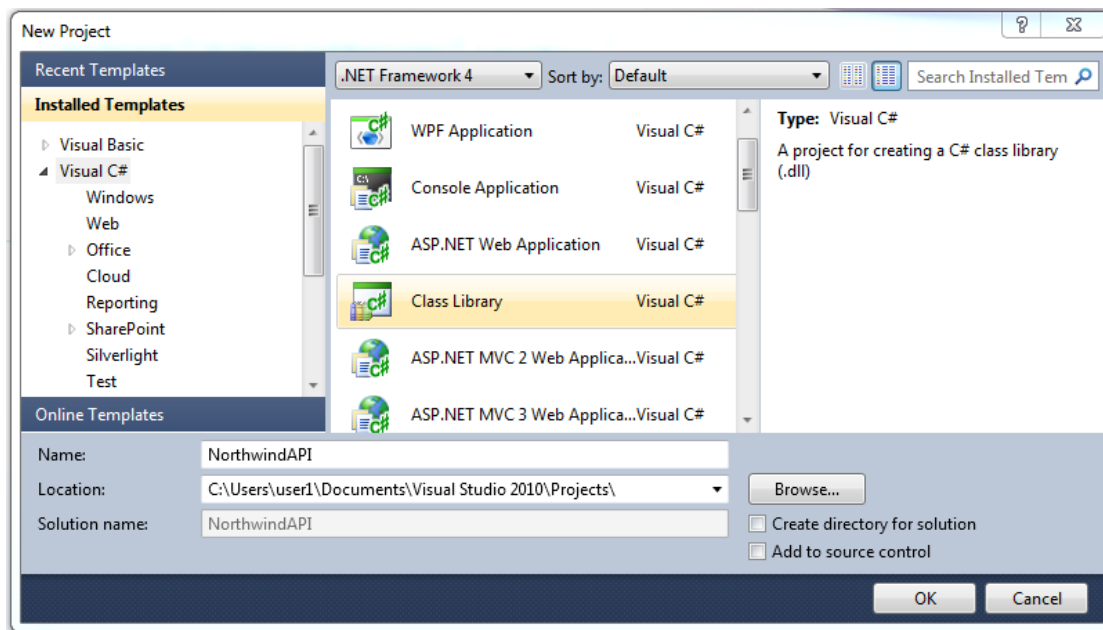 New Project
Recent Templates
Installed Templates
Visual Basic
Visual C#
Windows
Web
Office
Cloud
Reporting
SharePoint
Silverlight
Test
Online Templates
.NET Framework 4 Sort by: Default Search Installed Tem
WPF Application Visual C#
Console Application Visual C#
ASP.NET Web Application Visual C#
Class Library Visual C#
ASP.NET MVC 2 Web Applica...Visual C#
ASP.NET MVC 3 Web Applica...Visual C#
Type: Visual C#
A project for creating a C# class library
(.dll)
Name: NorthwindAPI
Location: C:\Users\user1\Documents\Visual Studio 2010\Projects\ Browse...
Solution name: NorthwindAPI
Create directory for solution
Add to source control
OK Cancel